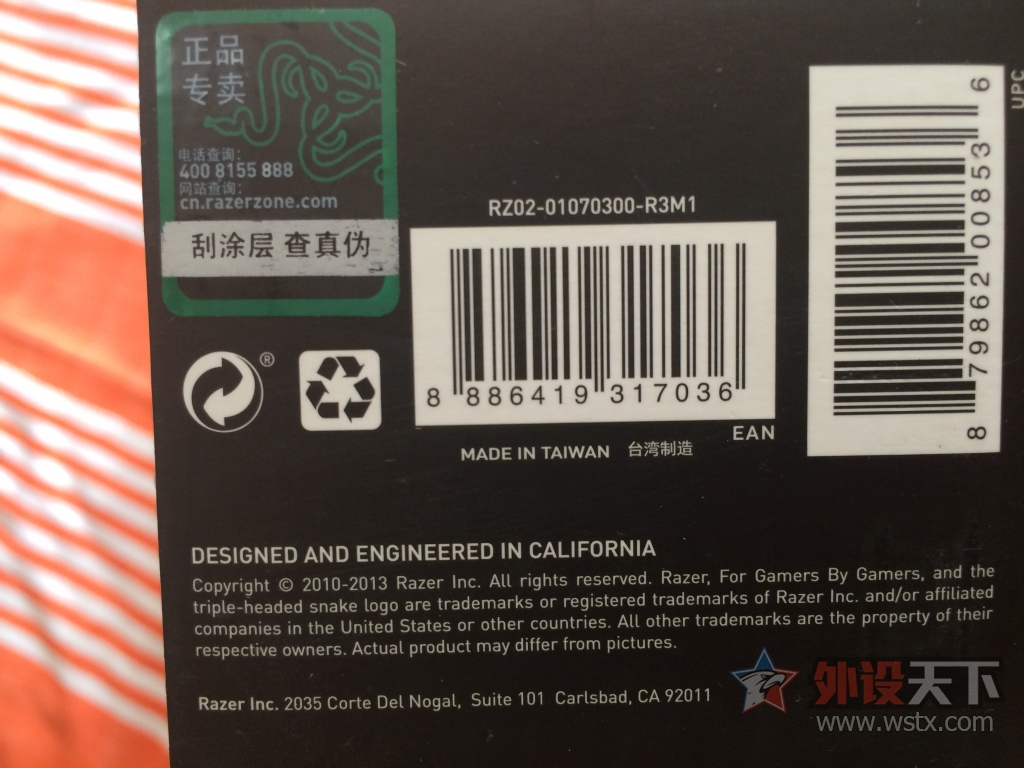 正品
专卖
电话查询:
400 8155 888
网站查询:
cn.razerzone.com
刮涂层 查真伪
RZ02-01070300-R3M1
8 886419 317036
EAN
MADE IN TAIWAN 台湾制造
UPC
8 79862 00853 6
®
DESIGNED AND ENGINEERED IN CALIFORNIA
Copyright © 2010-2013 Razer Inc. All rights reserved. Razer, For Gamers By Gamers, and the
triple-headed snake logo are trademarks or registered trademarks of Razer Inc. and/or affiliated
companies in the United States or other countries. All other trademarks are the property of their
respective owners. Actual product may differ from pictures.
Razer Inc. 2035 Corte Del Nogal, Suite 101 Carlsbad, CA 92011
外设天下
www.wstx.com